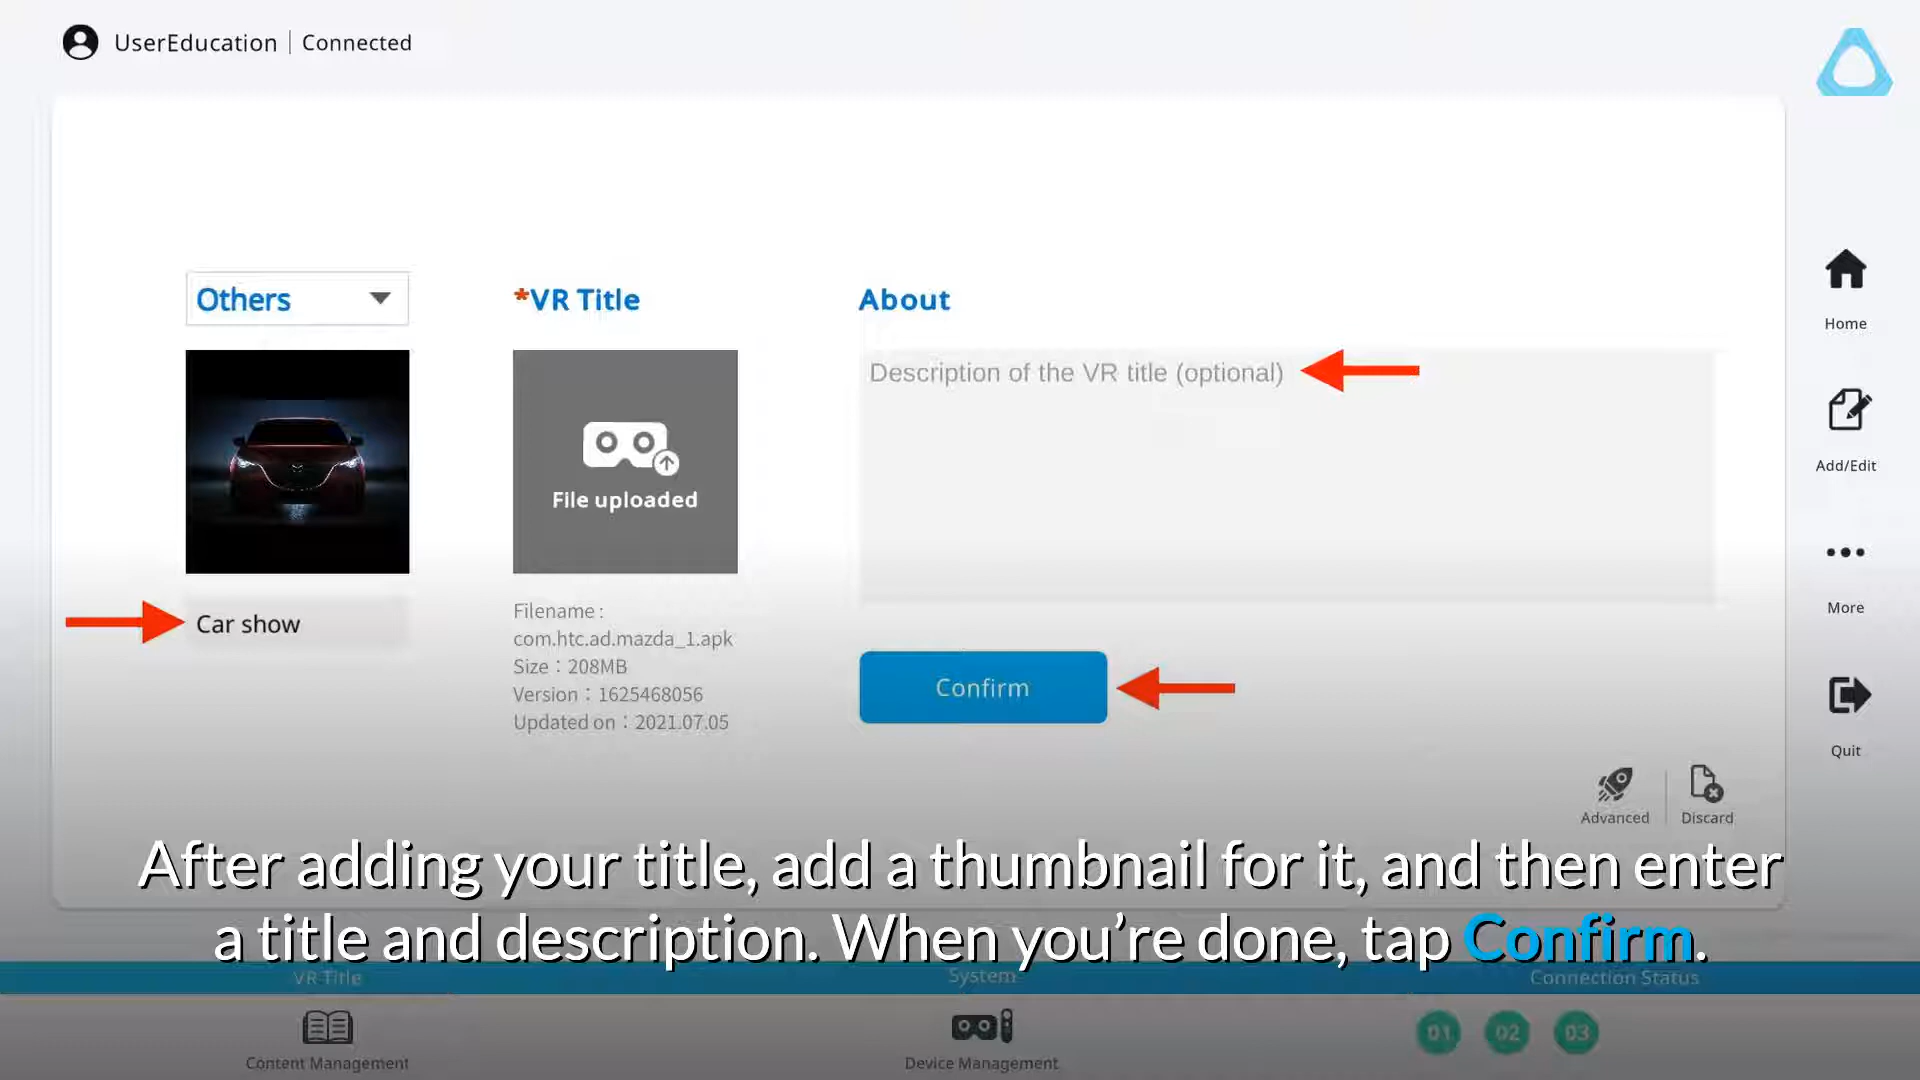 UserEducation | Connected
Others
*VR Title
About
Description of the VR title (optional)
File uploaded
Car show
Filename :
com.htc.ad.mazda_1.apk
Size : 208MB
Version : 1625468056
Updated on : 2021.07.05
Confirm
Home
Add/Edit
More
Quit
Advanced
Discard
After adding your title, add a thumbnail for it, and then enter
a title and description. When you’re done, tap Confirm.
VR Title
System
Connection Status
Content Management
Device Management
01 02 03